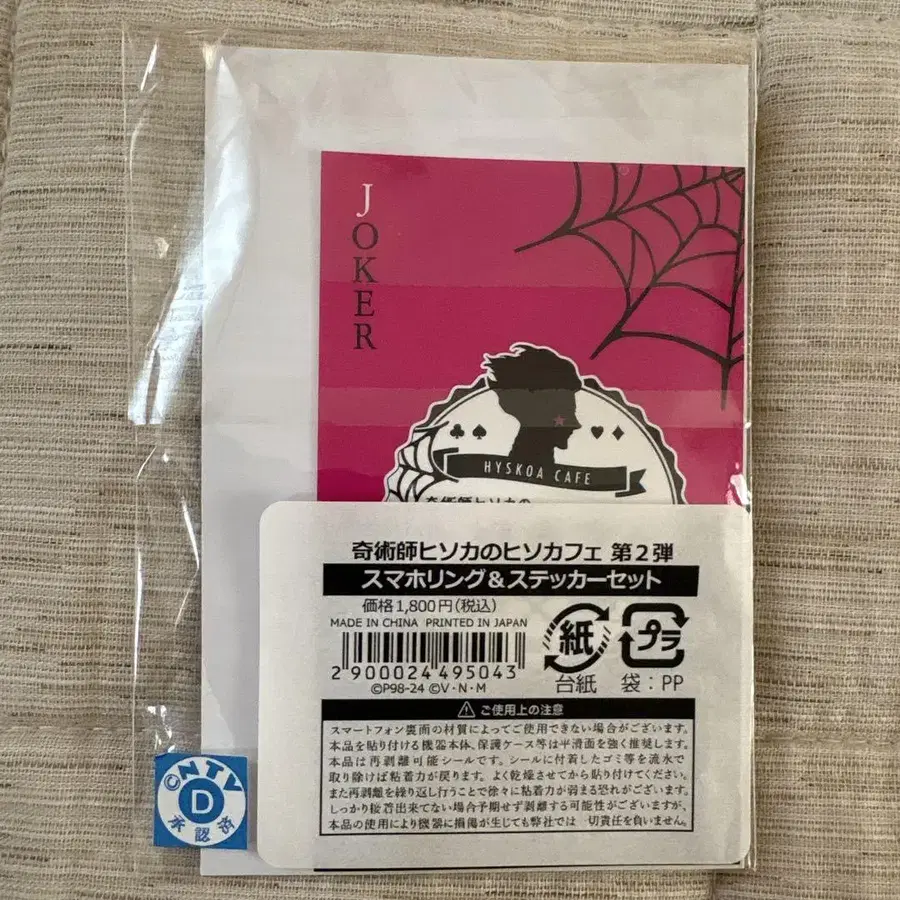 JOKER
HYSKOA CAFE
奇術師ヒソカの
奇術師ヒソカのヒソカフェ 第2弾
スマホリング&ステッカーセット
価格1,800円(税込)
MADE IN CHINA PRINTED IN JAPAN
2900024495043
©P98-24 ©V・N・M
紙
台紙
プラ
袋:PP
ご使用上の注意
スマートフォン裏面の材質によってご使用できない場合がございます。
本品を貼り付ける機器本体、保護ケース等は平滑面を強く推奨します。
本品は再剥離可能シールです。シールに付着したゴミ等を流水で
取り除けば粘着力が戻ります。よく乾燥させてから貼り付けてください。
また再剥離を繰り返し行うことで徐々に粘着力が弱まる恐れがございます。
しっかり接着出来てない場合予期せず剥離する可能性がございますが、
本品の使用により機器に損傷が生じても弊社では一切責任を負いません。
©NTV
D
承認済